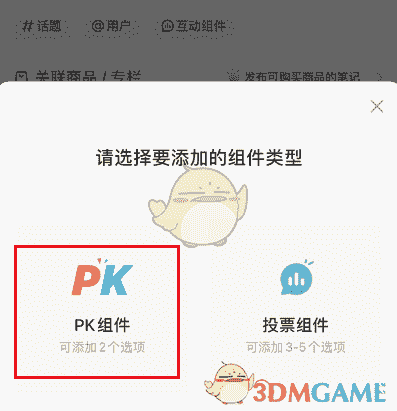 # 话题 @用户 互动组件
关联商品 / 专栏 发布可购买商品的笔记
请选择要添加的组件类型
PK
PK组件 投票组件
可添加2个选项 可添加3-5个选项
3DMGAME